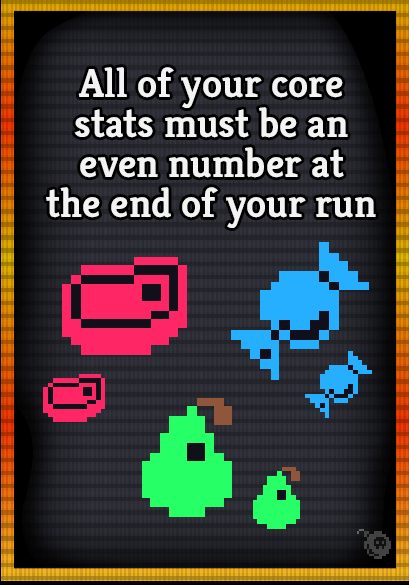 All of your core
stats must be an
even number at
the end of your run